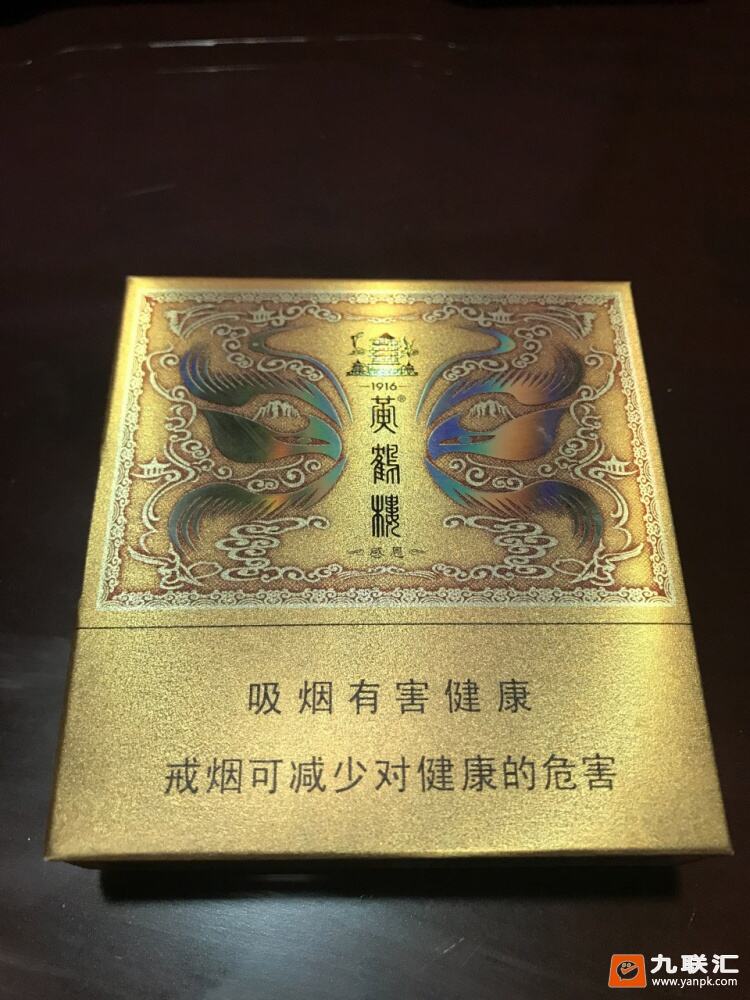 1916
黄®
鹤
楼
感恩
吸烟有害健康
戒烟可减少对健康的危害
九联汇
www.yanpk.com